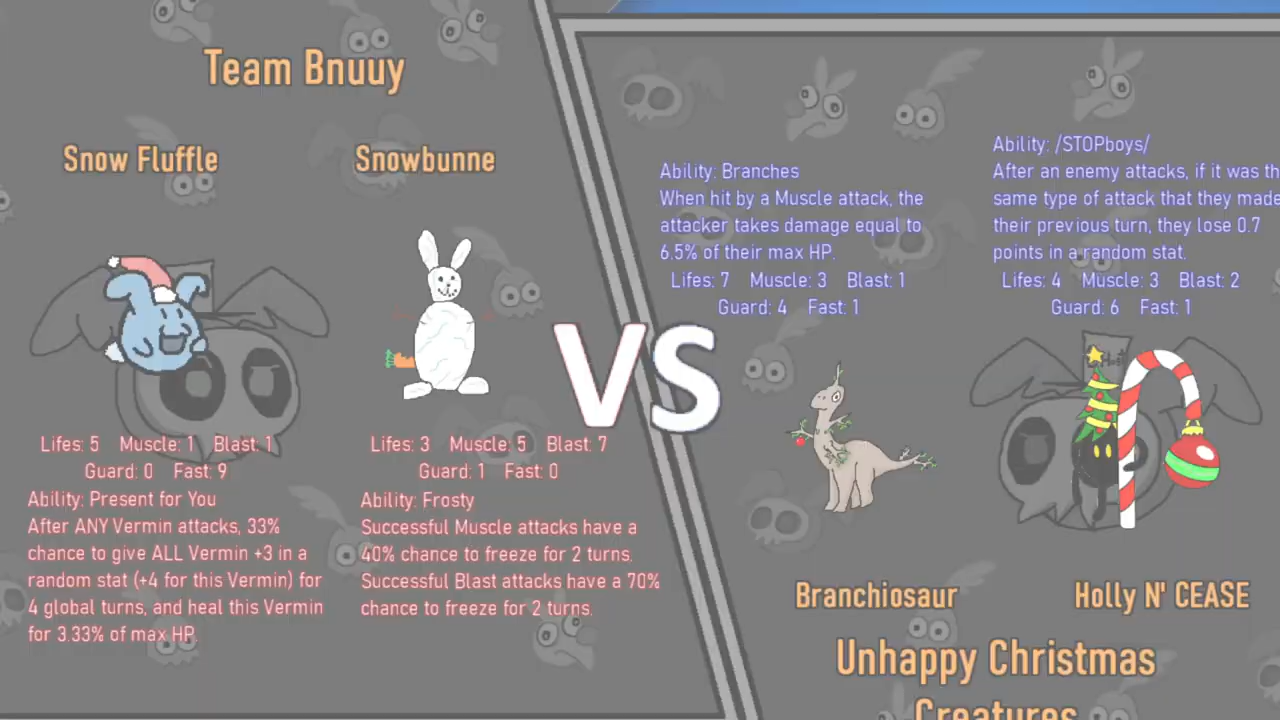 Team Bnuuy
Snow Fluffle
Snowbunne
Lifes: 5 Muscle: 1 Blast: 1
Guard: 0 Fast: 9
Ability: Present for You
After ANY Vermin attacks, 33%
chance to give ALL Vermin +3 in a
random stat (+4 for this Vermin) for
4 global turns, and heal this Vermin
for 3.33% of max HP.
Lifes: 3 Muscle: 5 Blast: 7
Guard: 1 Fast: 0
Ability: Frosty
Successful Muscle attacks have a
40% chance to freeze for 2 turns.
Successful Blast attacks have a 70%
chance to freeze for 2 turns.
VS
Ability: Branches
When hit by a Muscle attack, the
attacker takes damage equal to
6.5% of their max HP.
Lifes: 7 Muscle: 3 Blast: 1
Guard: 4 Fast: 1
Ability: /STOPboys/
After an enemy attacks, if it was th
same type of attack that they made
their previous turn, they lose 0.7
points in a random stat.
Lifes: 4 Muscle: 3 Blast: 2
Guard: 6 Fast: 1
Branchiosaur
Holly N' CEASE
Unhappy Christmas
Creatures